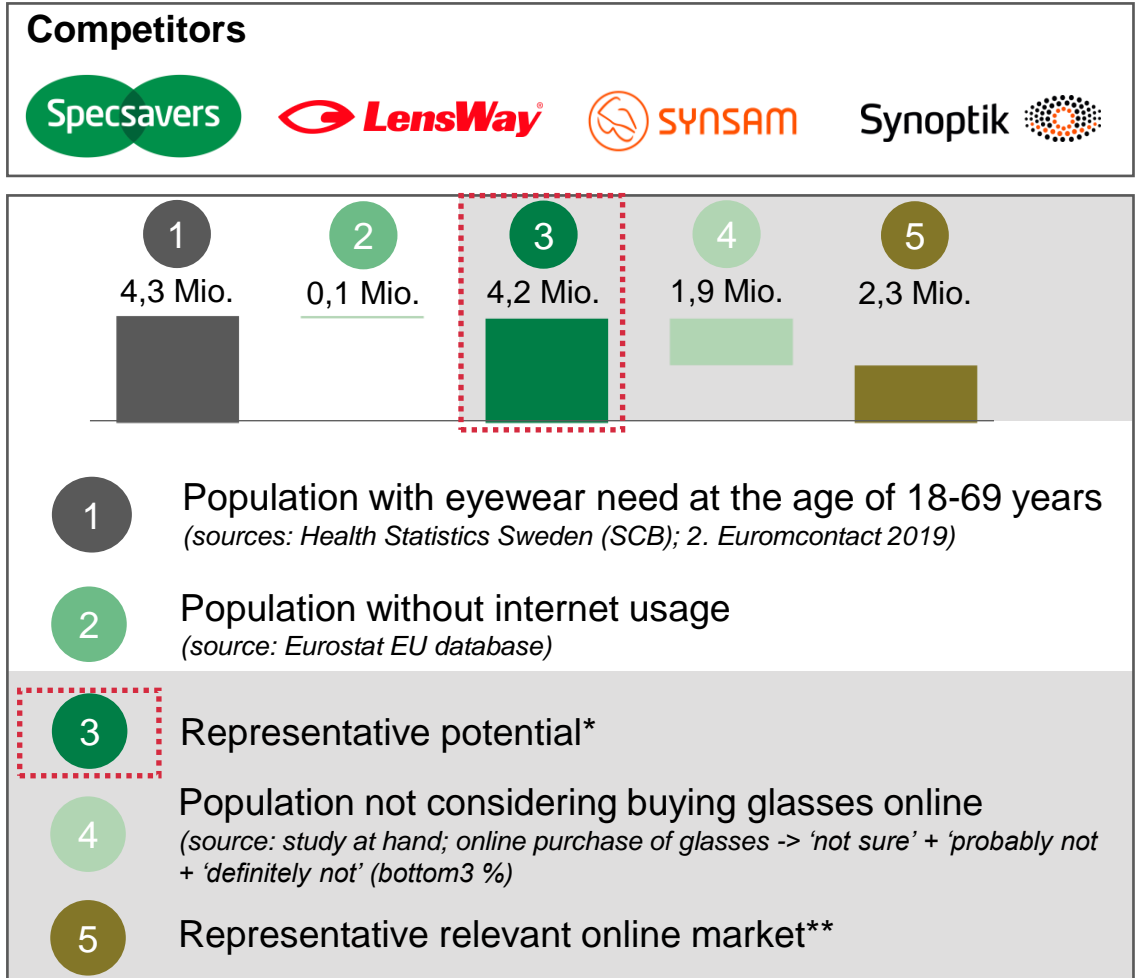 Competitors
Specsavers LensWay® SYNSAM Synoptik
1 2 3 4 5
4,3 Mio. 0,1 Mio. 4,2 Mio. 1,9 Mio. 2,3 Mio.
1 Population with eyewear need at the age of 18-69 years
(sources: Health Statistics Sweden (SCB); 2. Euromcontact 2019)
2 Population without internet usage
(source: Eurostat EU database)
3 Representative potential*
Population not considering buying glasses online
4 (source: study at hand; online purchase of glasses -> ‘not sure’ + ‘probably not
+ ‘definitely not’ (bottom3 %)
5 Representative relevant online market**